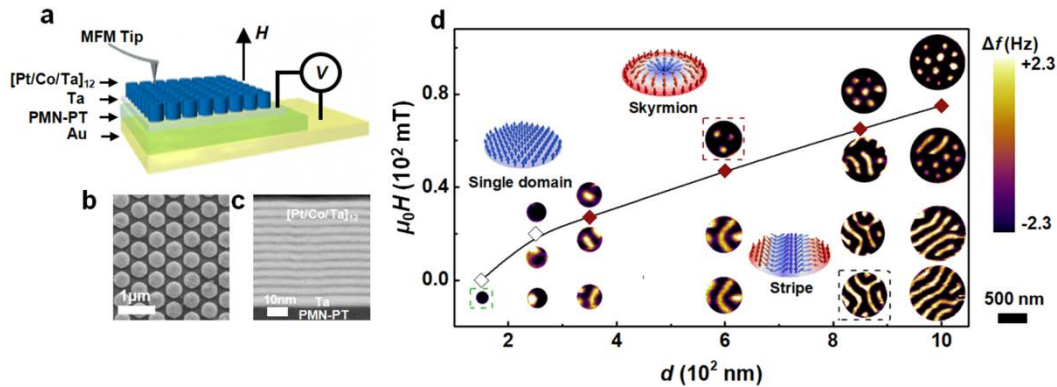 a
MFM Tip
H
[Pt/Co/Ta]12
Ta
PMN-PT
Au
V
b
1μm
c
[Pt/Co/Ta]12
10nm
Ta
PMN-PT
d
μ0H (10² mT)
0.8
0.4
0.0
Skyrmion
Single domain
Stripe
2 4 6 8 10
d (10² nm)
Δf (Hz)
+2.3
-2.3
500 nm